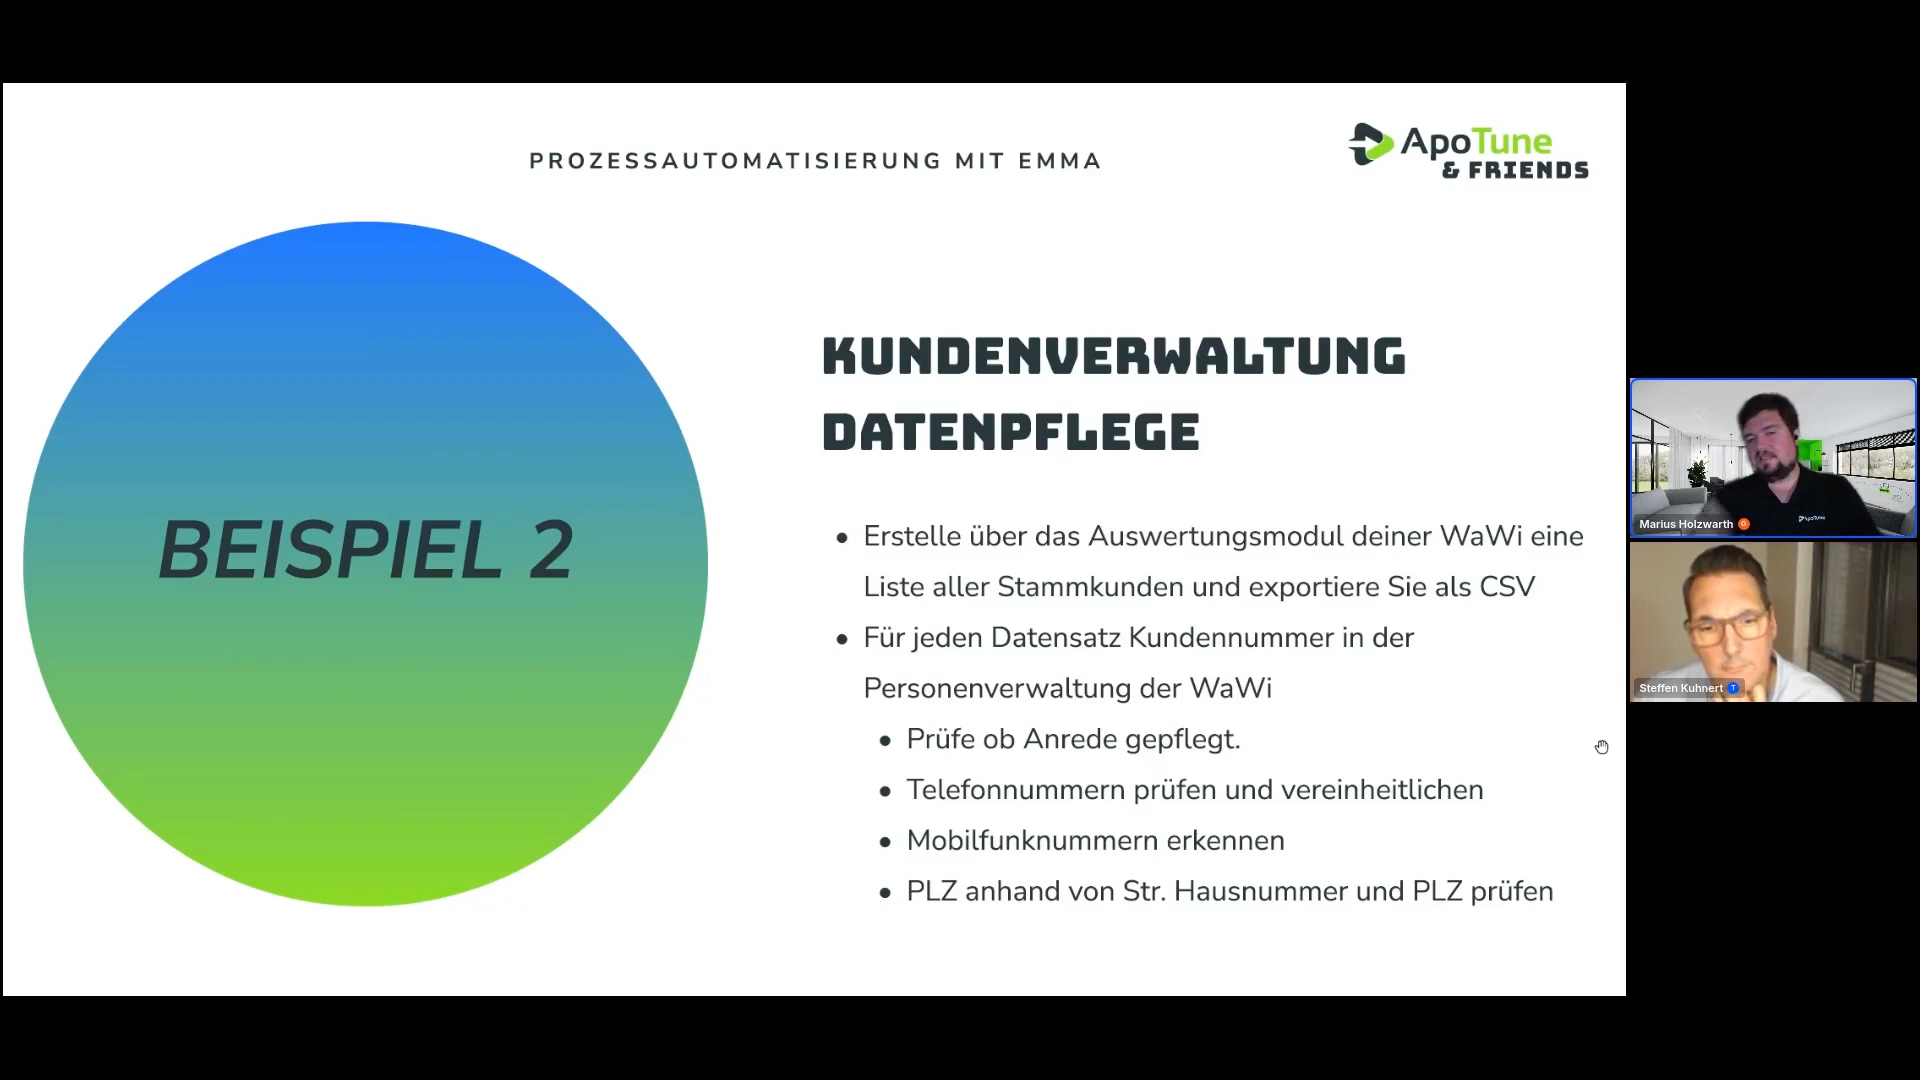 PROZESSAUTOMATISIERUNG MIT EMMA
ApoTune
& FRIENDS
BEISPIEL 2
KUNDENVERWALTUNG
DATENPFLEGE
• Erstelle über das Auswertungsmodul deiner WaWi eine
Liste aller Stammkunden und exportiere Sie als CSV
• Für jeden Datensatz Kundennummer in der
Personenverwaltung der WaWi
• Prüfe ob Anrede gepflegt.
• Telefonnummern prüfen und vereinheitlichen
• Mobilfunknummern erkennen
• PLZ anhand von Str. Hausnummer und PLZ prüfen
ApoTune
Marius Holzwarth G
Steffen Kuhnert T